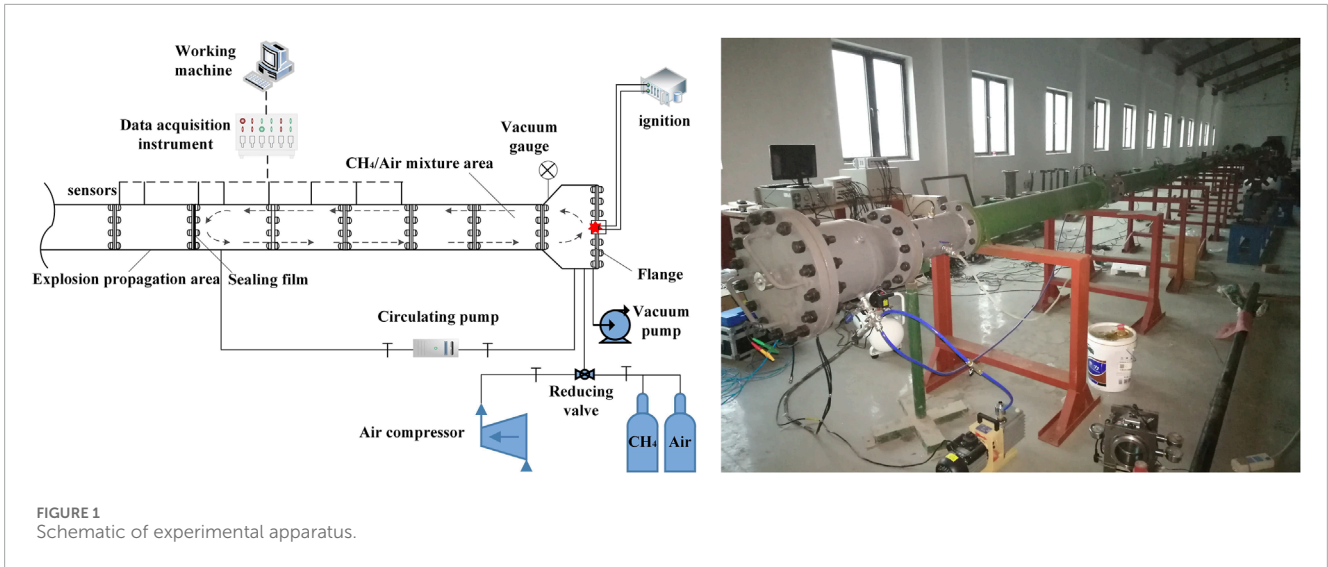 Working
machine
Data acquisition
instrument
sensors
Vacuum
gauge
CH₄/Air mixture area
ignition
Explosion propagation area
Sealing film
Flange
Circulating pump
Vacuum
pump
Reducing
valve
Air compressor
CH₄
Air
FIGURE 1
Schematic of experimental apparatus.